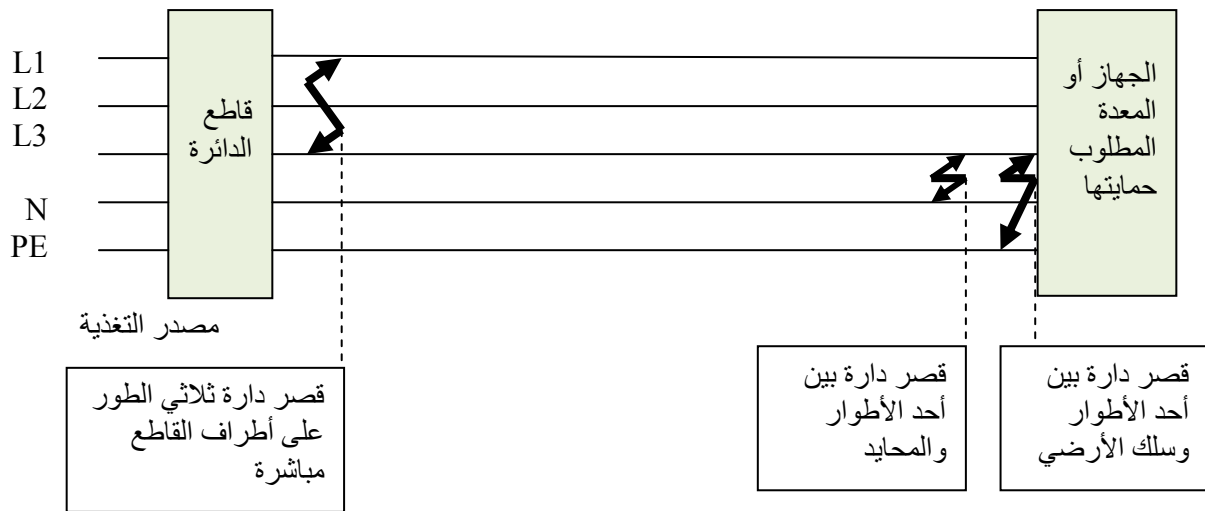 L1
L2
L3
N
PE
قاطع
الدائرة
الجهاز أو
المعدة
المطلوب
حمايتها
مصدر التغذية
قصر دارة ثلاثي الطور
على أطراف القاطع
مباشرة
قصر دارة بين
أحد الأطوار
والمحايد
قصر دارة بين
أحد الأطوار
وسلك الأرضي